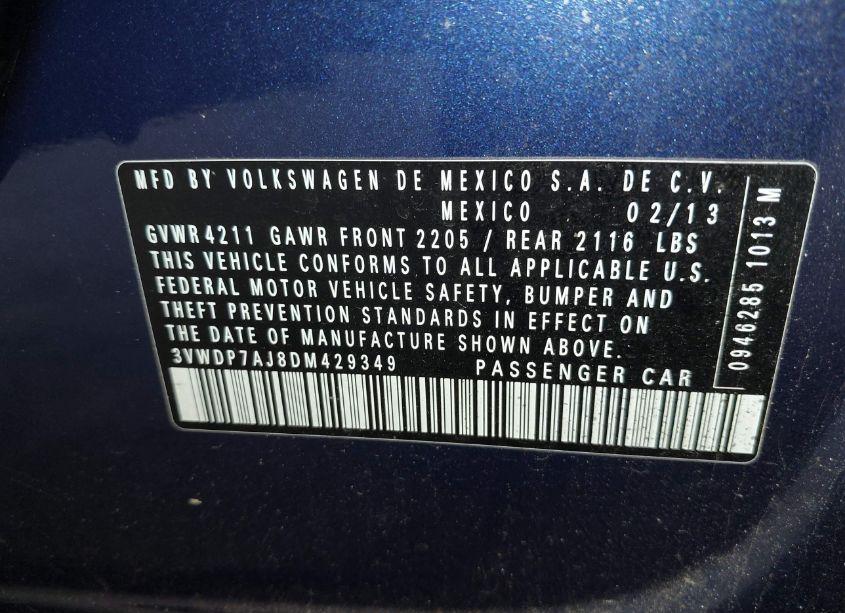 MFD BY VOLKSWAGEN DE MEXICO S.A. DE C.V.
MEXICO 02/13
GVWR 4211 GAWR FRONT 2205 / REAR 2116 LBS
THIS VEHICLE CONFORMS TO ALL APPLICABLE U.S.
FEDERAL MOTOR VEHICLE SAFETY, BUMPER AND
THEFT PREVENTION STANDARDS IN EFFECT ON
THE DATE OF MANUFACTURE SHOWN ABOVE.
3VWDP7AJ8DM429349 PASSENGER CAR
0946285 1013 M